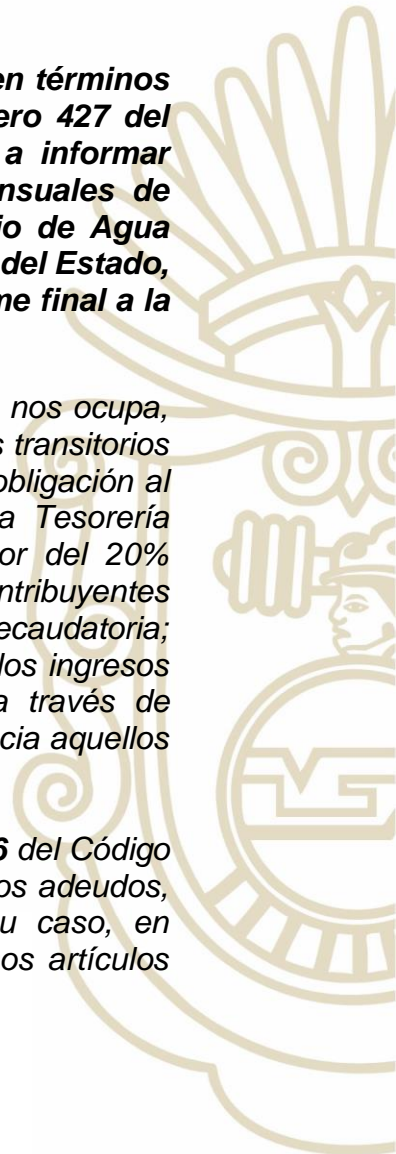 en términos
ero 427 del
a informar
nsuales de
io de Agua
del Estado,
me final a la
nos ocupa,
s transitorios
obligación al
a Tesorería
or del 20%
ntribuyentes
ecaudatoria;
los ingresos
a través de
cia aquellos
6 del Código
os adeudos,
u caso, en
os artículos